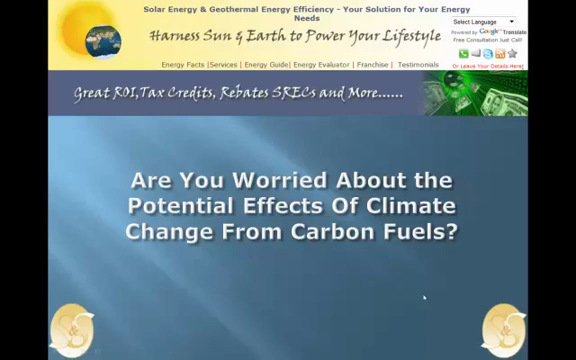 Solar Energy & Geothermal Energy Efficiency - Your Solution for Your Energy
Needs
Harness Sun & Earth to Power Your Lifestyle
Select Language
Powered by Google™ Translate
Free Consultation Just Call!
Or Leave Your Details Here!
Energy Facts |Services | Energy Guide| Energy Evaluator | Franchise | Testimonials
Great ROI,Tax Credits, Rebates SRECs and More......
Are You Worried About the
Potential Effects Of Climate
Change From Carbon Fuels?